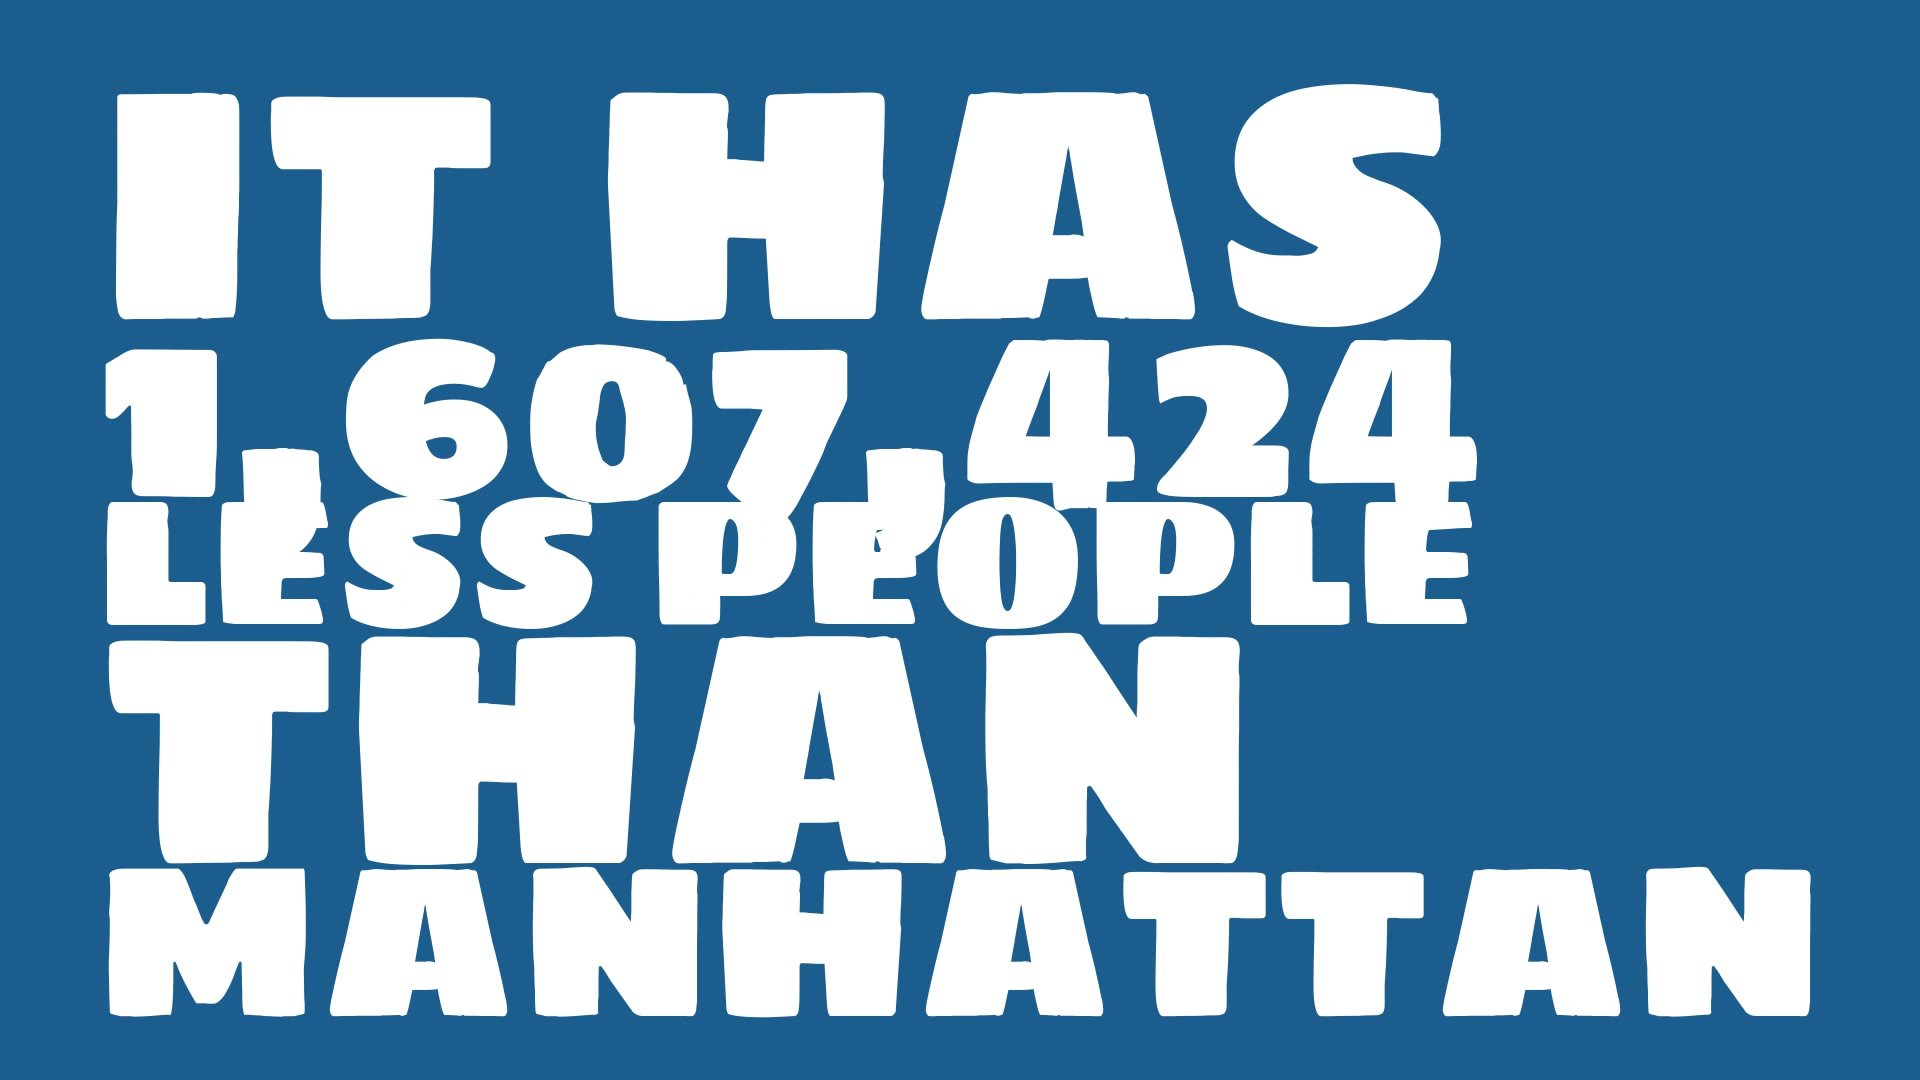 IT HAS
1,607,424
LESS PEOPLE
THAN
MANHATTAN